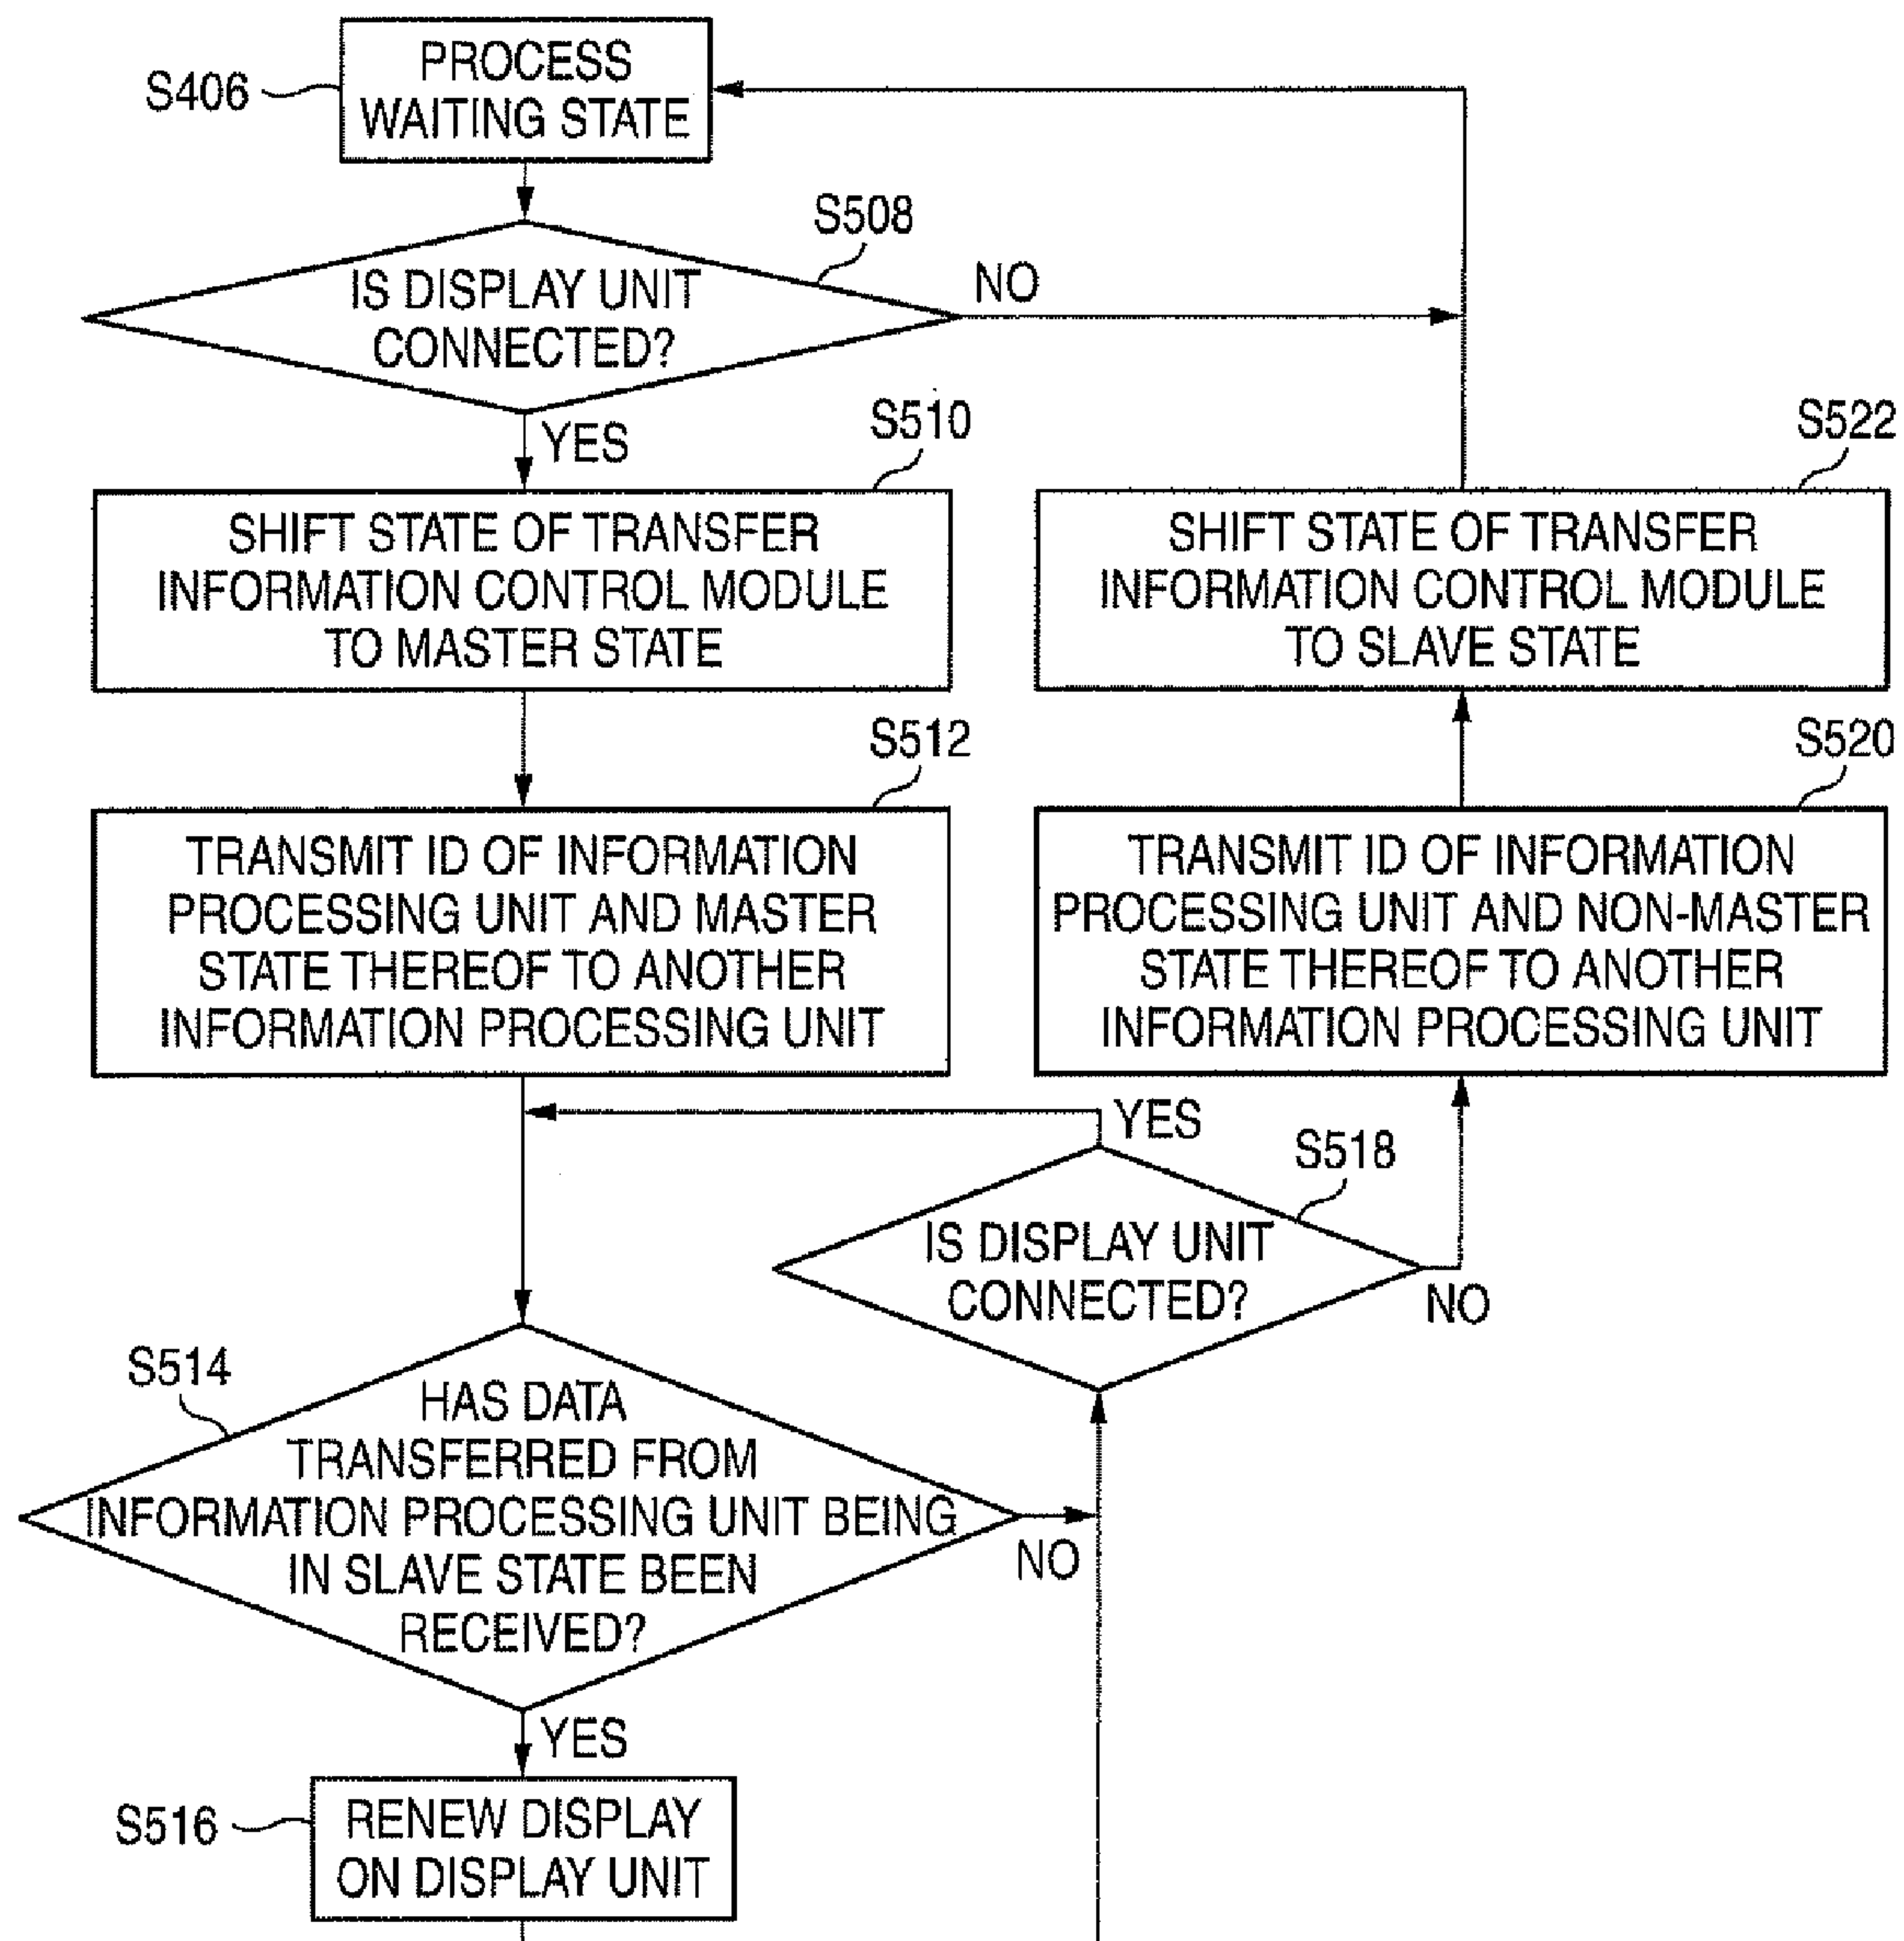 S406
PROCESS
WAITING STATE
S508
IS DISPLAY UNIT
CONNECTED?
NO
YES
S510
SHIFT STATE OF TRANSFER
INFORMATION CONTROL MODULE
TO MASTER STATE
S522
SHIFT STATE OF TRANSFER
INFORMATION CONTROL MODULE
TO SLAVE STATE
S512
TRANSMIT ID OF INFORMATION
PROCESSING UNIT AND MASTER
STATE THEREOF TO ANOTHER
INFORMATION PROCESSING UNIT
S520
TRANSMIT ID OF INFORMATION
PROCESSING UNIT AND NON-MASTER
STATE THEREOF TO ANOTHER
INFORMATION PROCESSING UNIT
YES
S518
IS DISPLAY UNIT
CONNECTED?
NO
S514
HAS DATA
TRANSFERRED FROM
INFORMATION PROCESSING UNIT BEING
IN SLAVE STATE BEEN
RECEIVED?
NO
YES
S516
RENEW DISPLAY
ON DISPLAY UNIT